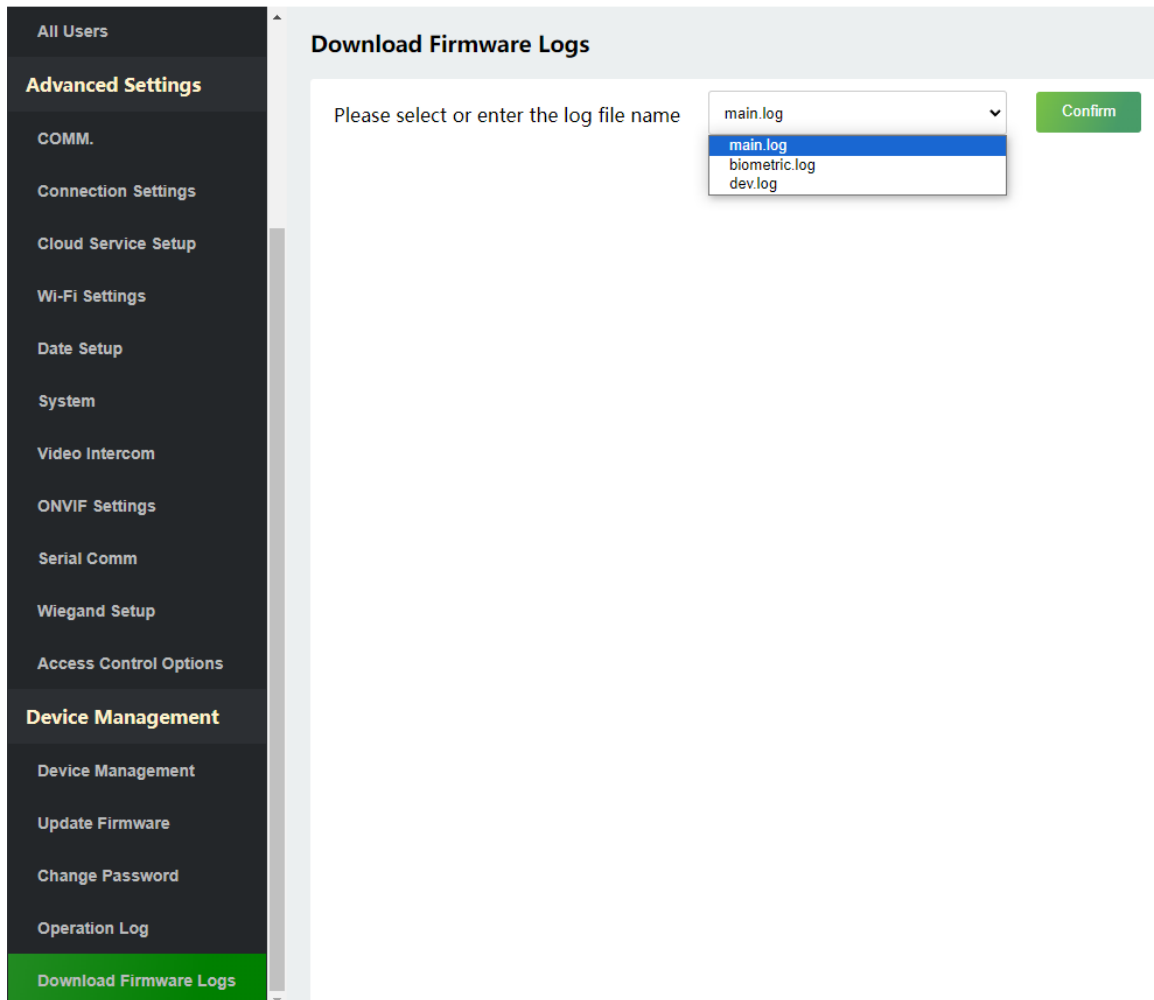 All Users
Advanced Settings
COMM.
Connection Settings
Cloud Service Setup
Wi-Fi Settings
Date Setup
System
Video Intercom
ONVIF Settings
Serial Comm
Wiegand Setup
Access Control Options
Device Management
Device Management
Update Firmware
Change Password
Operation Log
Download Firmware Logs
Download Firmware Logs
Please select or enter the log file name
main.log
Confirm
main.log
biometric.log
dev.log